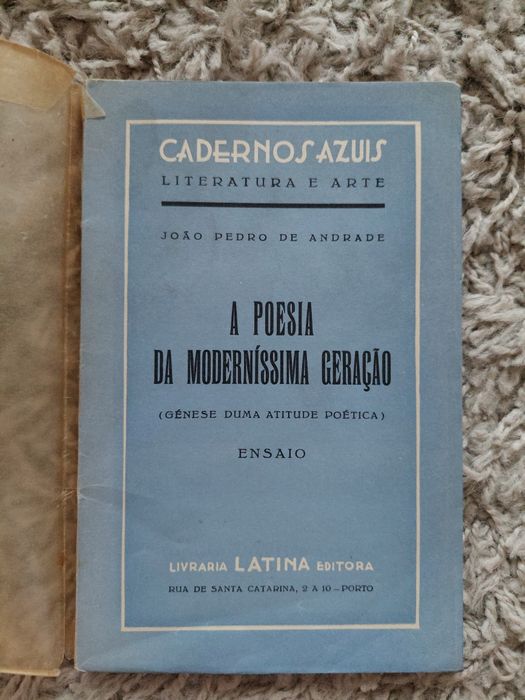 CADERNOS AZUIS
LITERATURA E ARTE
JOÃO PEDRO DE ANDRADE
A POESIA
DA MODERNÍSSIMA GERAÇÃO
(GÉNESE DUMA ATITUDE POÉTICA)
ENSAIO
LIVRARIA LATINA EDITORA
RUA DE SANTA CATARINA, 2 A 10 — PORTO